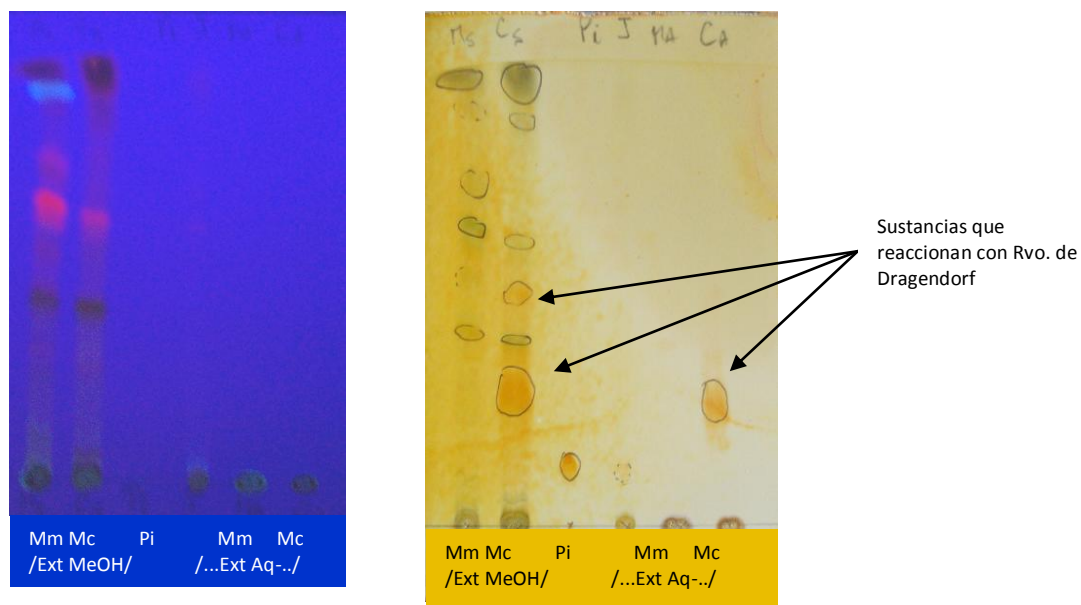 Ms Cs Pi J MA CA
Sustancias que
reaccionan con Rvo. de
Dragendorf
Mm Mc Pi Mm Mc
/Ext MeOH/ /...Ext Aq-../
Mm Mc Pi Mm Mc
/Ext MeOH/ /...Ext Aq-../